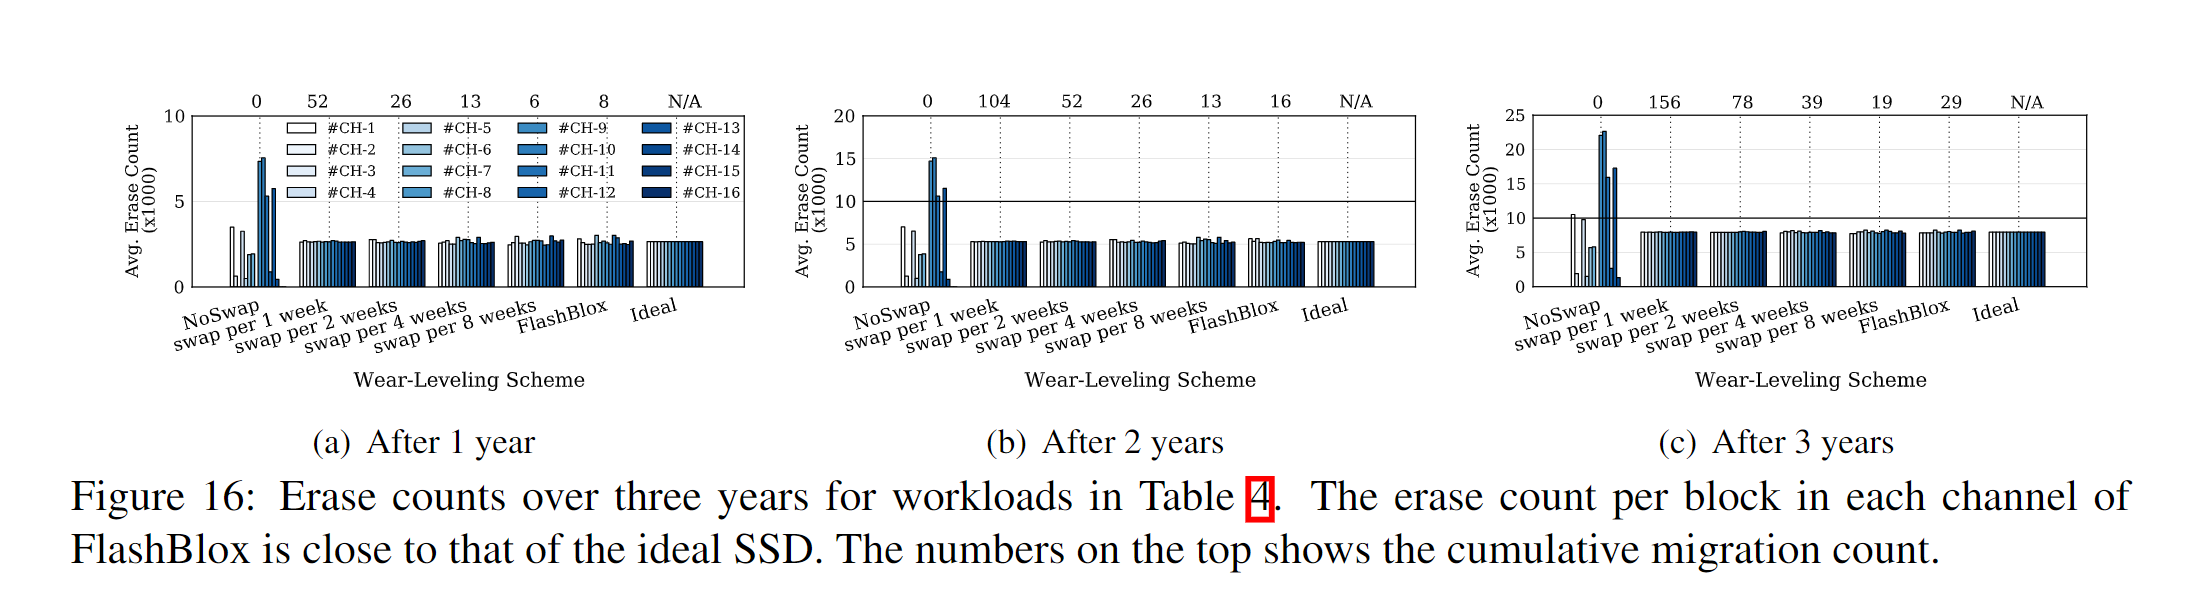 0 52 26 13 6 8 N/A
10
5
0
Avg. Erase Count
(x1000)
#CH-1 #CH-5 #CH-9 #CH-13
#CH-2 #CH-6 #CH-10 #CH-14
#CH-3 #CH-7 #CH-11 #CH-15
#CH-4 #CH-8 #CH-12 #CH-16
NoSwap
swap per 1 week
swap per 2 weeks
swap per 4 weeks
swap per 8 weeks
FlashBlox
Ideal
Wear-Leveling Scheme
(a) After 1 year
0 104 52 26 13 16 N/A
20
15
10
5
0
Avg. Erase Count
(x1000)
NoSwap
swap per 1 week
swap per 2 weeks
swap per 4 weeks
swap per 8 weeks
FlashBlox
Ideal
Wear-Leveling Scheme
(b) After 2 years
0 156 78 39 19 29 N/A
25
20
15
10
5
0
Avg. Erase Count
(x1000)
NoSwap
swap per 1 week
swap per 2 weeks
swap per 4 weeks
swap per 8 weeks
FlashBlox
Ideal
Wear-Leveling Scheme
(c) After 3 years
Figure 16: Erase counts over three years for workloads in Table 4. The erase count per block in each channel of
FlashBlox is close to that of the ideal SSD. The numbers on the top shows the cumulative migration count.